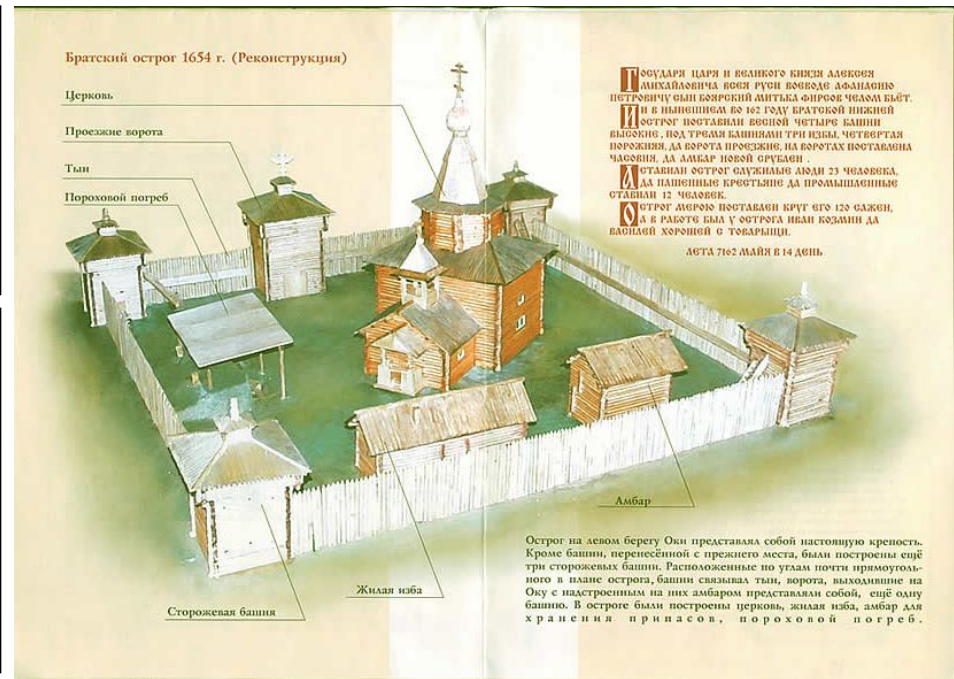 Братский острог 1654 г. (Реконструкция)
Церковь
Проезжие ворота
Тын
Пороховой погреб
ГОСУДАРЯ ЦАРЯ И ВЕЛИКОГО КНЯЗЯ АЛЕКСЕЯ
МИХАЙЛОВИЧА ВСЕЯ РУСИ ВОЕВОДЕ АФАНАСИЮ
ПЕТРОВИЧУ СЫН БОЯРСКИЙ МИТЬКА ФИРСОВ ЧЕЛОМ БЬЁТ.
И В НЫНЕШНЕМ ВО 162 ГОДУ БРАТСКОЙ НИЖНЕЙ
ОСТРОГ ПОСТАВИЛИ ВЕСНОЙ ЧЕТЫРЕ БАШНИ
ВЫСОКИЕ, ПОД ТРЕМЯ БАШНЯМИ ТРИ ИЗБЫ, ЧЕТВЕРТАЯ
ПОРОЖНЯЯ, ДА ВОРОТА ПРОЕЗЖИЕ, НА ВОРОТАХ ПОСТАВЛЕНА
ЧАСОВНЯ, ДА АМБАР НОВОЙ СРУБЛЕН.
А СТАВИЛИ ОСТРОГ СЛУЖИЛЫЕ ЛЮДИ 23 ЧЕЛОВЕКА,
ДА ПАШЕННЫЕ КРЕСТЬЯНЕ ДА ПРОМЫШЛЕННЫЕ
СТАВИЛИ 12 ЧЕЛОВЕК.
ОСТРОГ МЕРОЮ ПОСТАВЛЕН КРУГ ЕГО 120 САЖЕН,
А В РАБОТЕ БЫЛ У ОСТРОГА ИВАН КОЗМИН ДА
ВАСИЛЕЙ ХОРОШЕЙ С ТОВАРЫЩИ.
ЛЕТА 7162 МАЙЯ В 14 ДЕНЬ
Амбар
Жилая изба
Сторожевая башня
Острог на левом берегу Оки представлял собой настоящую крепость.
Кроме башни, перенесённой с прежнего места, были построены ещё
три сторожевых башни. Расположенные по углам почти прямоуголь-
ного в плане острога, башни связывал тын, ворота, выходившие на
Оку с надстроенным на них амбаром представляли собой, ещё одну
башню. В остроге были построены церковь, жилая изба, амбар для
хранения припасов, пороховой погреб.